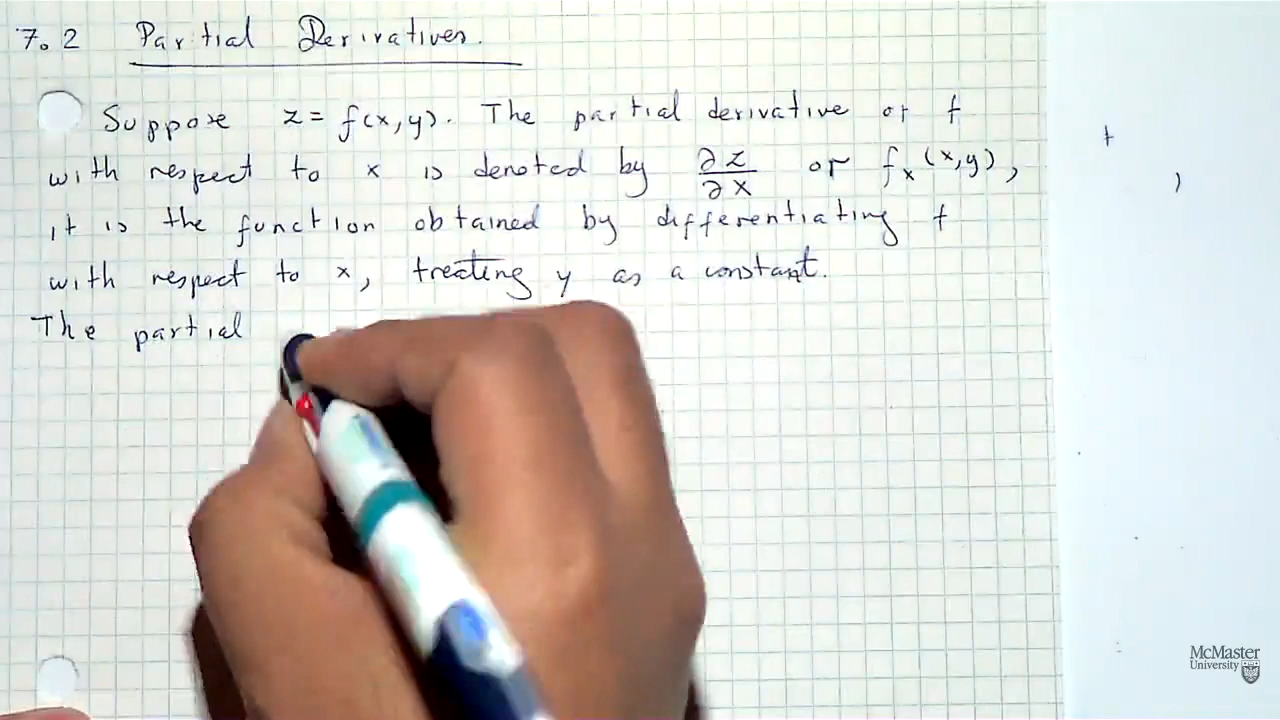 7.2 Partial Derivatives.
Suppose z = f(x,y). The partial derivative of f
with respect to x is denoted by ∂z/∂x or f_x(x,y),
it is the function obtained by differentiating f
with respect to x, treating y as a constant.
The partial
McMaster
University